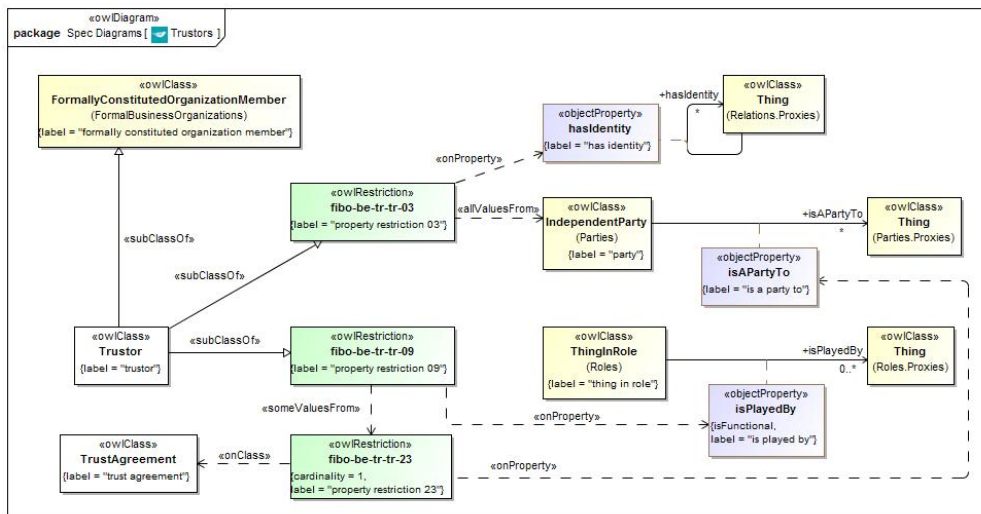 «owlDiagram»
package Spec Diagrams [ Trustors ]
«owlClass»
FormallyConstitutedOrganizationMember
(FormalBusinessOrganizations)
{label = "formally constituted organization member"}
«objectProperty»
hasIdentity
{label = "has identity"}
+hasIdentity
*
«owlClass»
Thing
(Relations.Proxies)
«onProperty»
«owlRestriction»
fibo-be-tr-tr-03
{label = "property restriction 03"}
«allValuesFrom»
«owlClass»
IndependentParty
(Parties)
{label = "party"}
+isAPartyTo
*
«owlClass»
Thing
(Parties.Proxies)
«subClassOf»
«subClassOf»
«objectProperty»
isAPartyTo
{label = "is a party to"}
«owlClass»
Trustor
{label = "trustor"}
«subClassOf»
«owlRestriction»
fibo-be-tr-tr-09
{label = "property restriction 09"}
«owlClass»
ThingInRole
(Roles)
{label = "thing in role"}
+isPlayedBy
0..*
«owlClass»
Thing
(Roles.Proxies)
«someValuesFrom»
«onProperty»
«objectProperty»
isPlayedBy
{isFunctional,
label = "is played by"}
«owlClass»
TrustAgreement
{label = "trust agreement"}
«onClass»
«owlRestriction»
fibo-be-tr-tr-23
{cardinality = 1,
label = "property restriction 23"}
«onProperty»